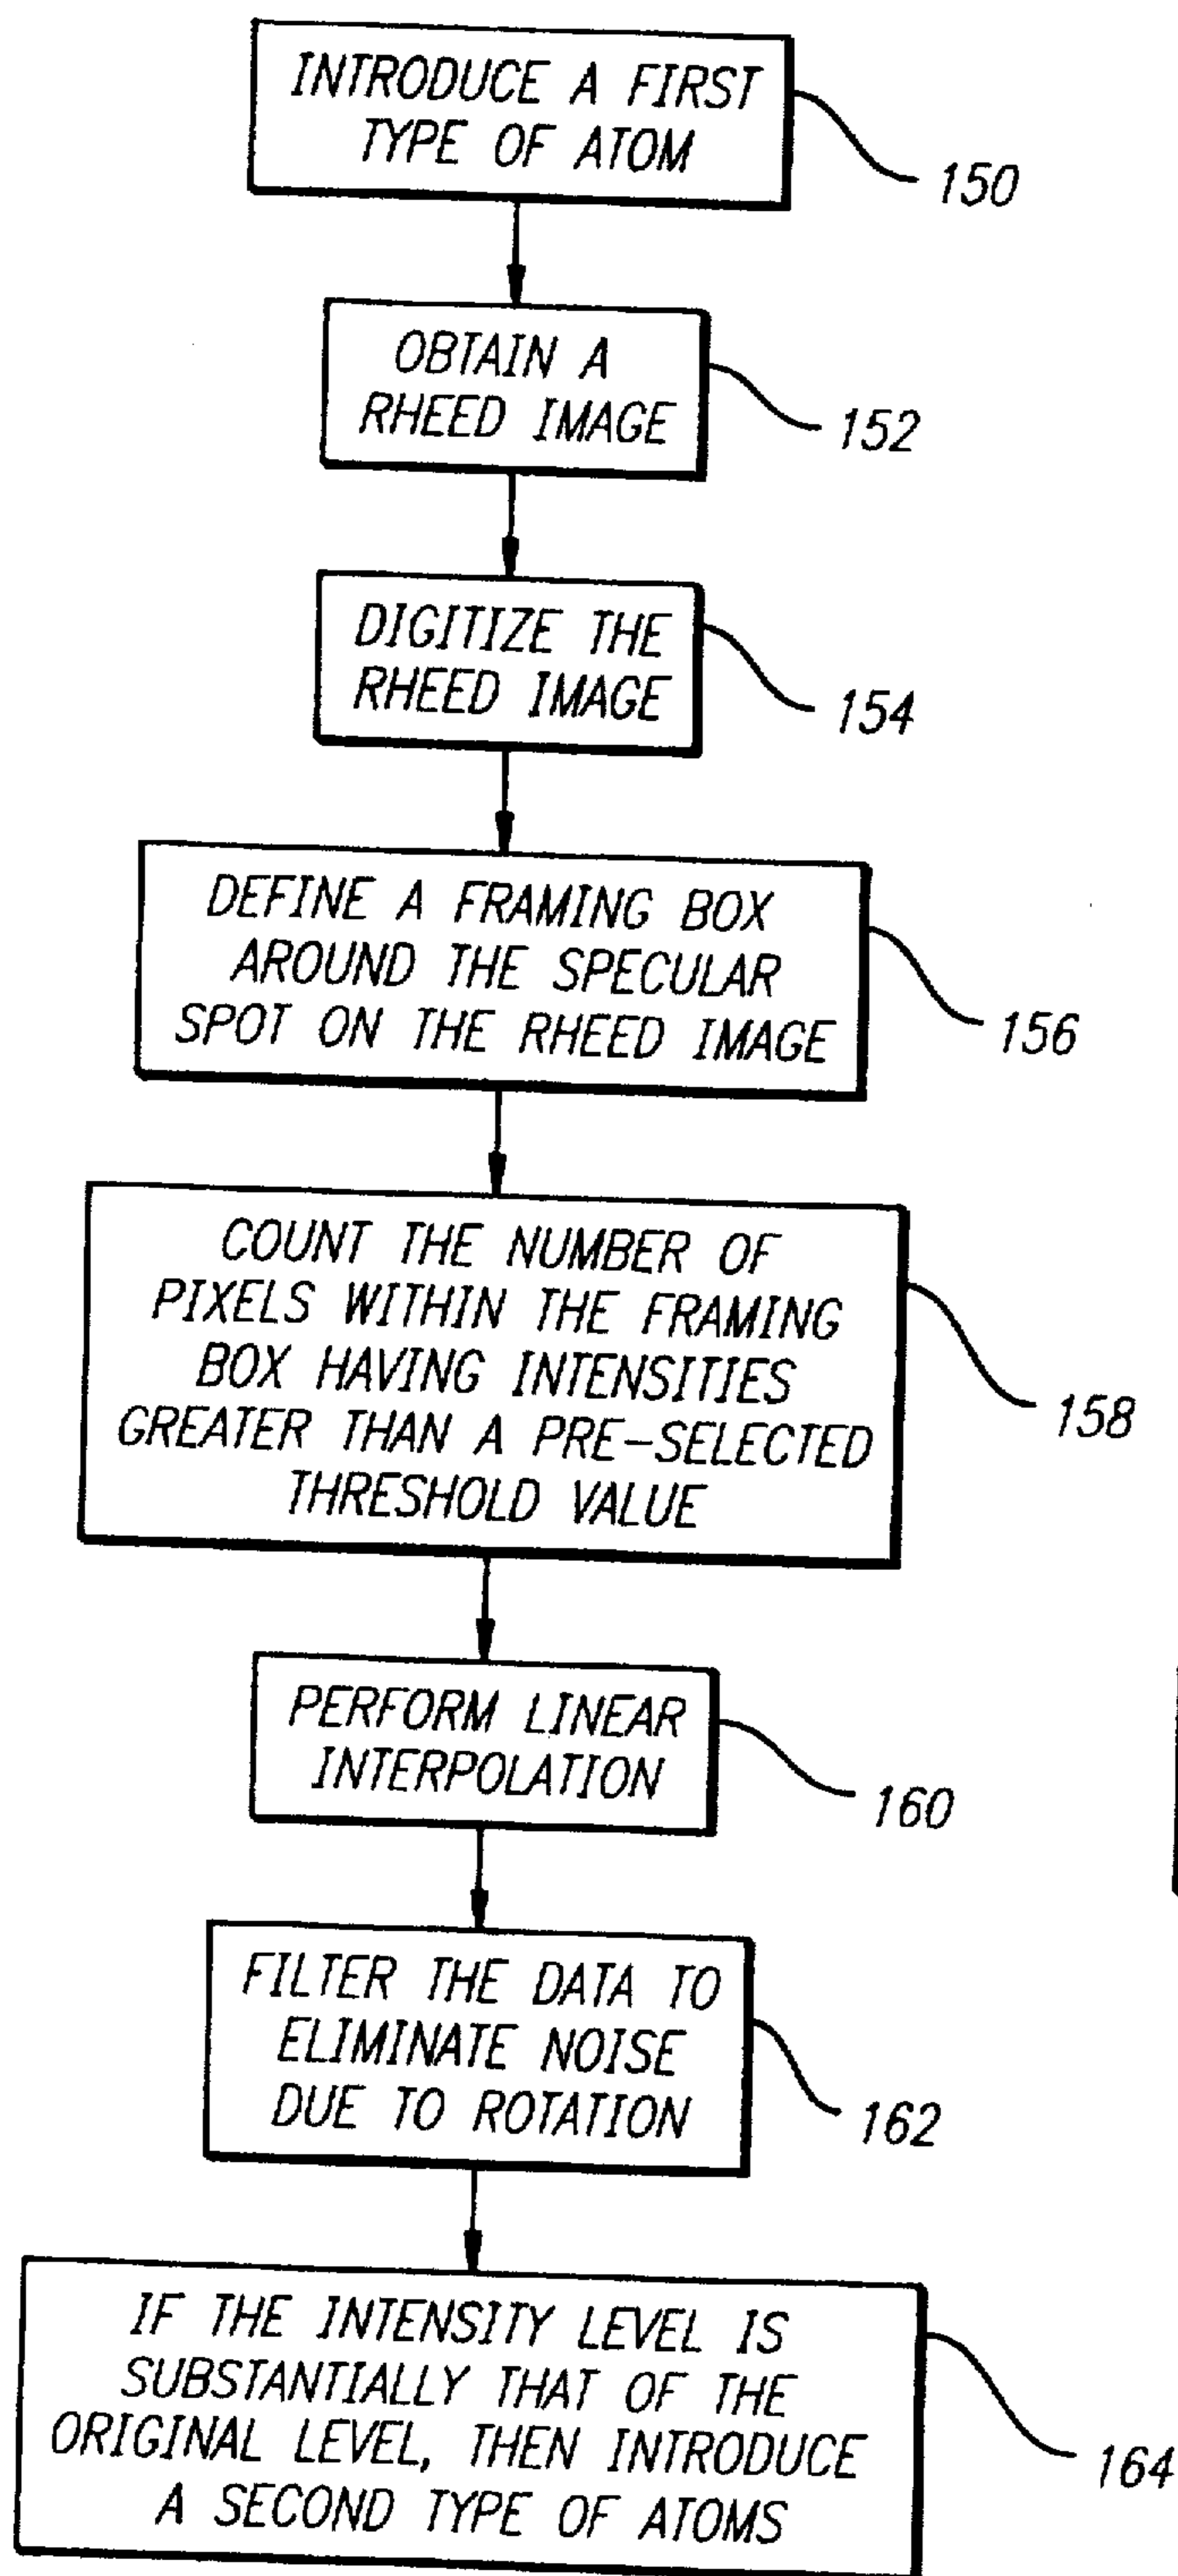 INTRODUCE A FIRST
TYPE OF ATOM
150
OBTAIN A
RHEED IMAGE
152
DIGITIZE THE
RHEED IMAGE
154
DEFINE A FRAMING BOX
AROUND THE SPECULAR
SPOT ON THE RHEED IMAGE
156
COUNT THE NUMBER OF
PIXELS WITHIN THE FRAMING
BOX HAVING INTENSITIES
GREATER THAN A PRE-SELECTED
THRESHOLD VALUE
158
PERFORM LINEAR
INTERPOLATION
160
FILTER THE DATA TO
ELIMINATE NOISE
DUE TO ROTATION
162
IF THE INTENSITY LEVEL IS
SUBSTANTIALLY THAT OF THE
ORIGINAL LEVEL, THEN INTRODUCE
A SECOND TYPE OF ATOMS
164